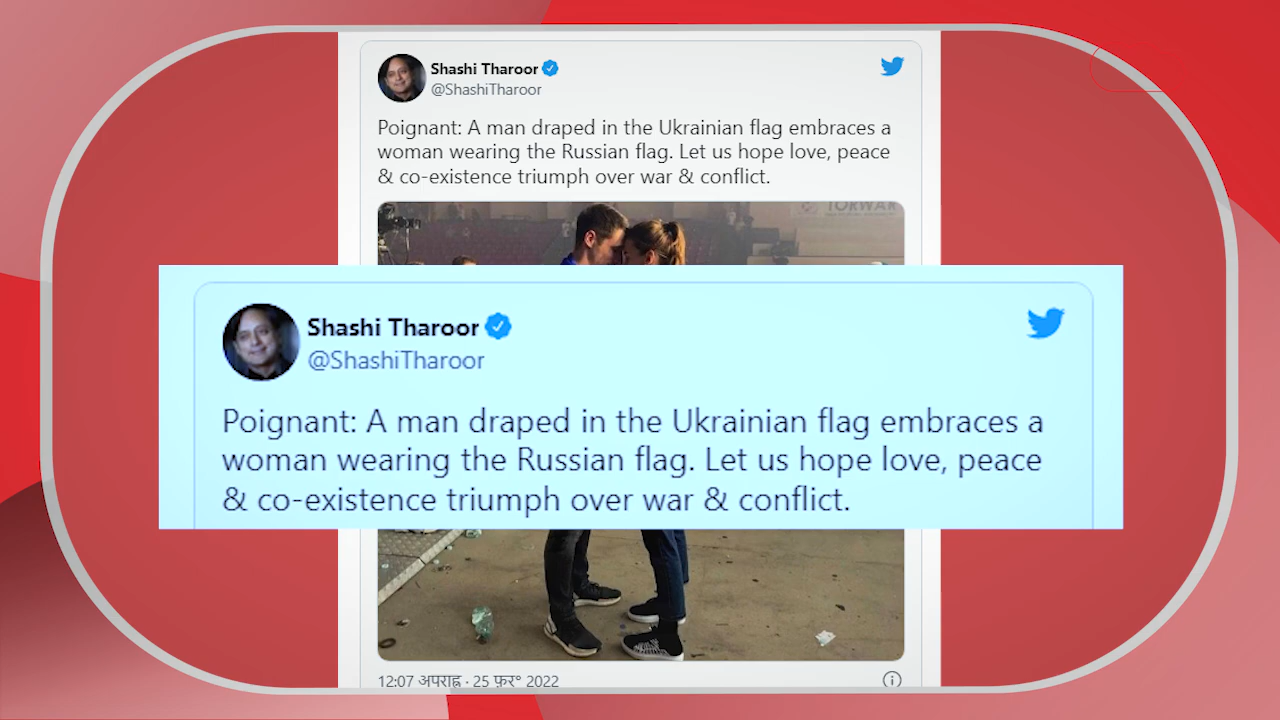 Shashi Tharoor
@ShashiTharoor
Poignant: A man draped in the Ukrainian flag embraces a
woman wearing the Russian flag. Let us hope love, peace
& co-existence triumph over war & conflict.
TORWAR
Shashi Tharoor
@ShashiTharoor
Poignant: A man draped in the Ukrainian flag embraces a
woman wearing the Russian flag. Let us hope love, peace
& co-existence triumph over war & conflict.
12:07 अपराह्न · 25 फ़र॰ 2022